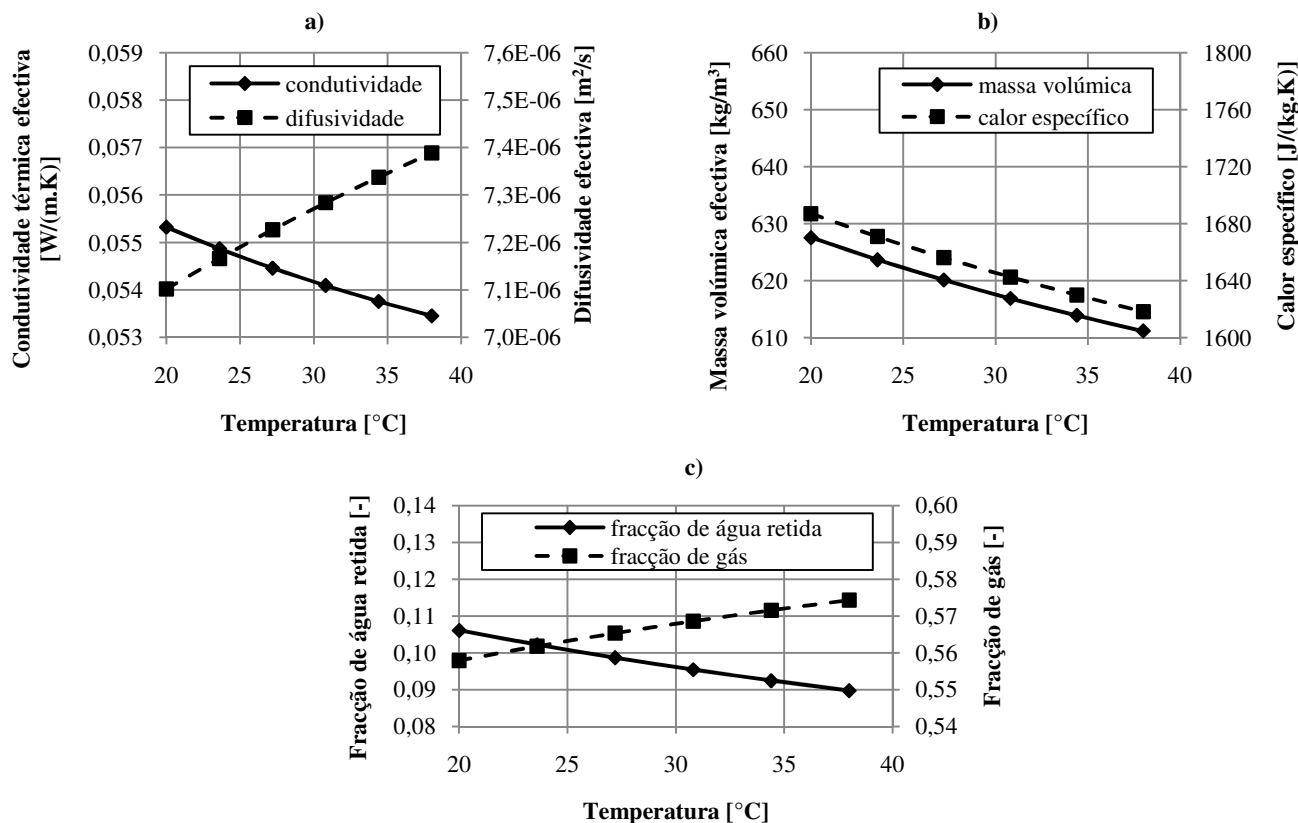 a)
Condutividade térmica efectiva
[W/(m.K)]
0,059
0,058
0,057
0,056
0,055
0,054
0,053
condutividade
difusividade
7,6E-06
7,5E-06
7,4E-06
7,3E-06
7,2E-06
7,1E-06
7,0E-06
Difusividade efectiva [m²/s]
20 25 30 35 40
Temperatura [°C]
b)
Massa volúmica efectiva [kg/m³]
660
650
640
630
620
610
massa volúmica
calor específico
1800
1760
1720
1680
1640
1600
Calor específico [J/(kg.K]
20 25 30 35 40
Temperatura [°C]
c)
Fracção de água retida [-]
0,14
0,13
0,12
0,11
0,10
0,09
0,08
fracção de água retida
fracção de gás
0,60
0,59
0,58
0,57
0,56
0,55
0,54
Fracção de gás [-]
20 25 30 35 40
Temperatura [°C]